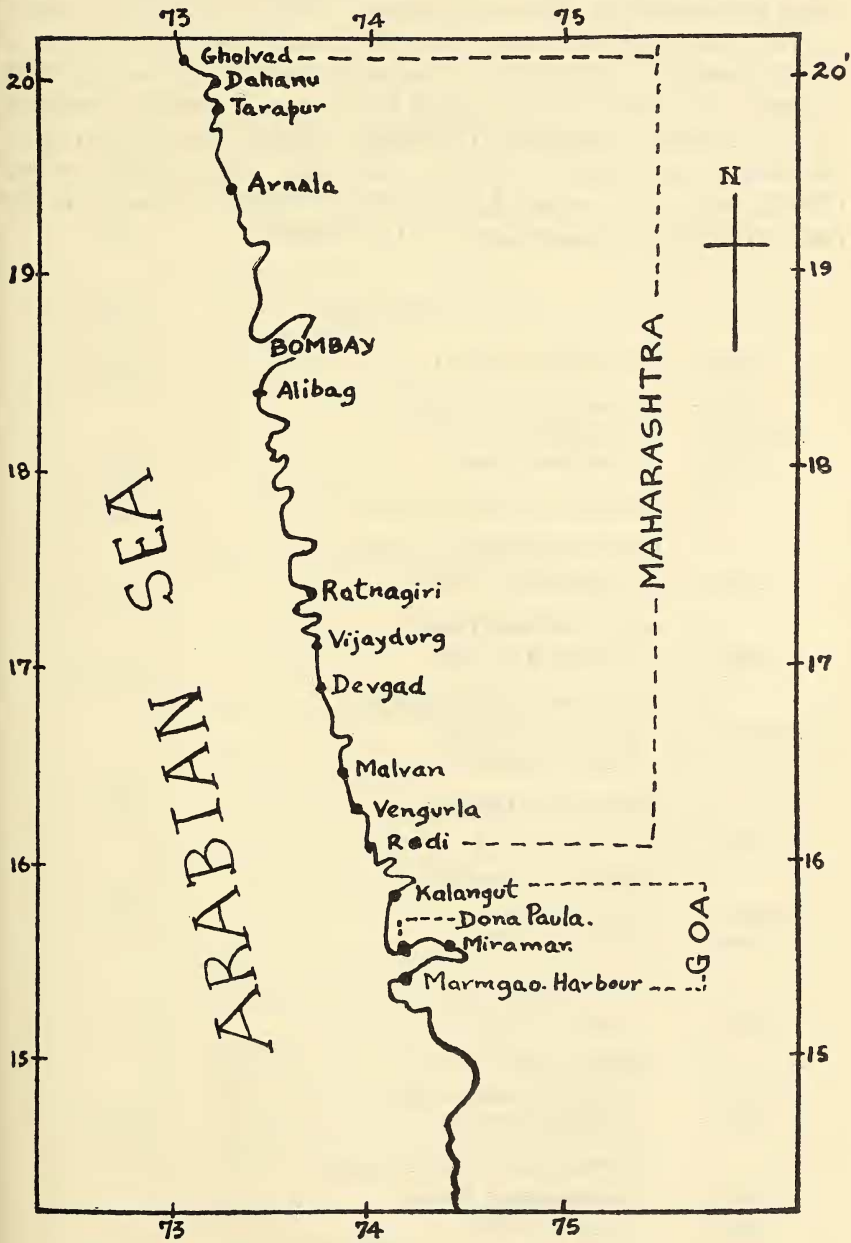 73 74 75
Gholvad
20' 20'
Dahanu
Tarapur
N
Arnala
19 19
BOMBAY
Alibag
MAHARASHTRA
18 18
ARABIAN SEA
Ratnagiri
Vijaydurg
17 17
Devgad
Malvan
Vengurla
Redi
16 16
Kalangut
Dona Paula.
GOA
Miramar.
Marmgao. Harbour
15 15
73 74 75